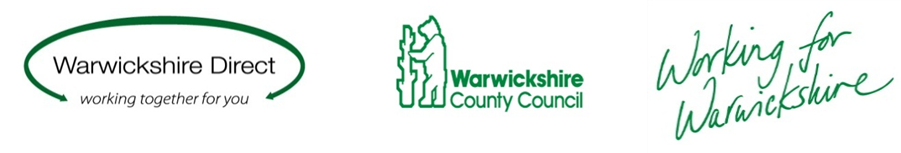 Warwickshire Direct
working together for you
Warwickshire
County Council
Working for
Warwickshire